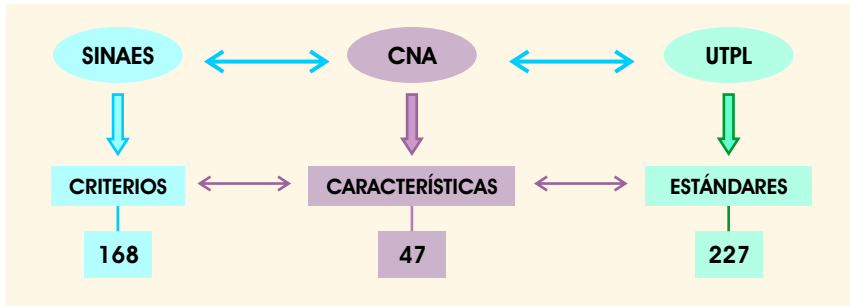 SINAES CNA UTPL
CRITERIOS CARACTERÍSTICAS ESTÁNDARES
168 47 227